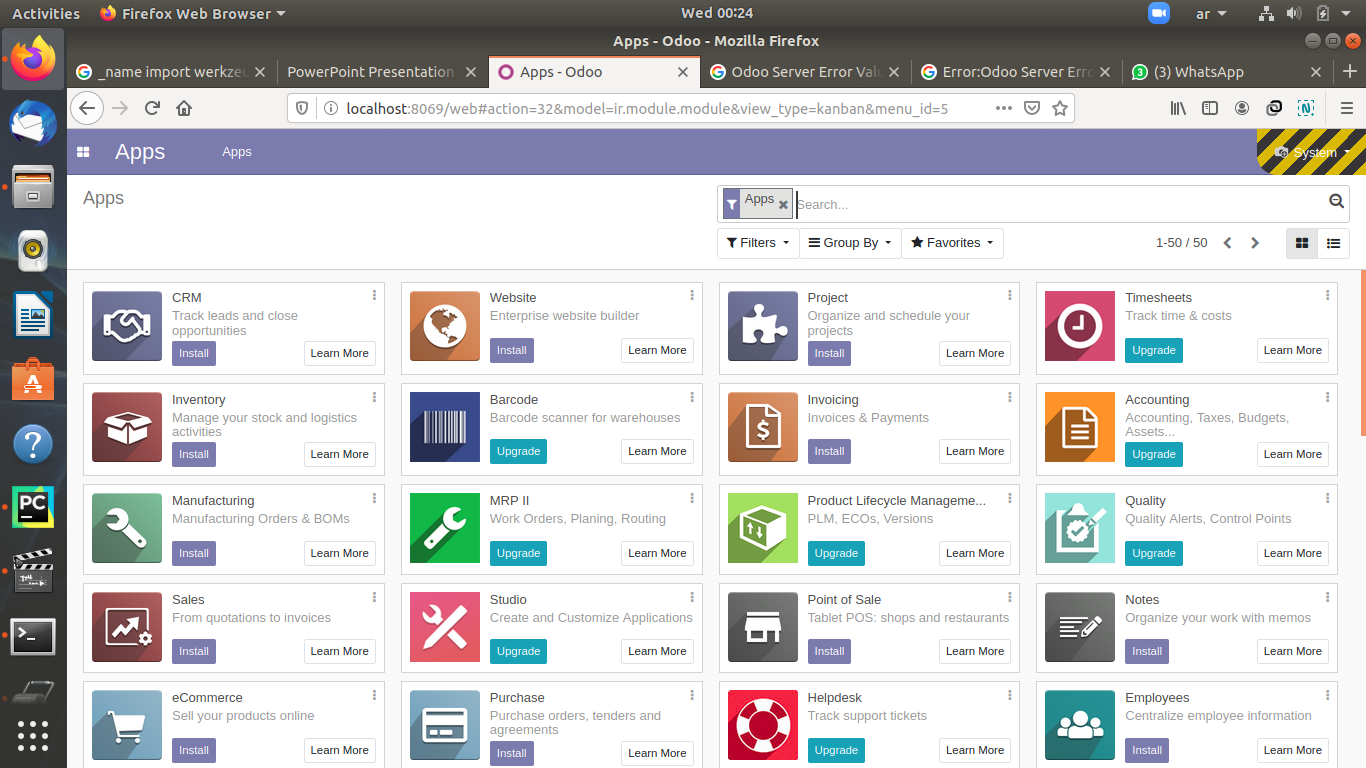 Activities
Firefox Web Browser
Wed 00:24
ar
Apps - Odoo - Mozilla Firefox
_name import werkzeu
PowerPoint Presentation -
Apps - Odoo
Odoo Server Error Valu
Error:Odoo Server Erro
3
(3) WhatsApp
localhost:8069/web#action=32&model=ir.module.module&view_type=kanban&menu_id=5
Apps
Apps
System
Apps
Apps
Search...
Filters
Group By
Favorites
1-50 / 50
CRM
Track leads and close
opportunities
Install
Learn More
Website
Enterprise website builder
Install
Learn More
Project
Organize and schedule your
projects
Install
Learn More
Timesheets
Track time & costs
Upgrade
Learn More
Inventory
Manage your stock and logistics
activities
Install
Learn More
Barcode
Barcode scanner for warehouses
Upgrade
Learn More
Invoicing
Invoices & Payments
Install
Learn More
Accounting
Accounting, Taxes, Budgets,
Assets...
Upgrade
Learn More
Manufacturing
Manufacturing Orders & BOMs
Install
Learn More
MRP II
Work Orders, Planing, Routing
Upgrade
Learn More
Product Lifecycle Manageme...
PLM, ECOs, Versions
Upgrade
Learn More
Quality
Quality Alerts, Control Points
Upgrade
Learn More
Sales
From quotations to invoices
Install
Learn More
Studio
Create and Customize Applications
Upgrade
Learn More
Point of Sale
Tablet POS: shops and restaurants
Install
Learn More
Notes
Organize your work with memos
Install
Learn More
eCommerce
Sell your products online
Install
Learn More
Purchase
Purchase orders, tenders and
agreements
Install
Learn More
Helpdesk
Track support tickets
Upgrade
Learn More
Employees
Centralize employee information
Install
Learn More
PC